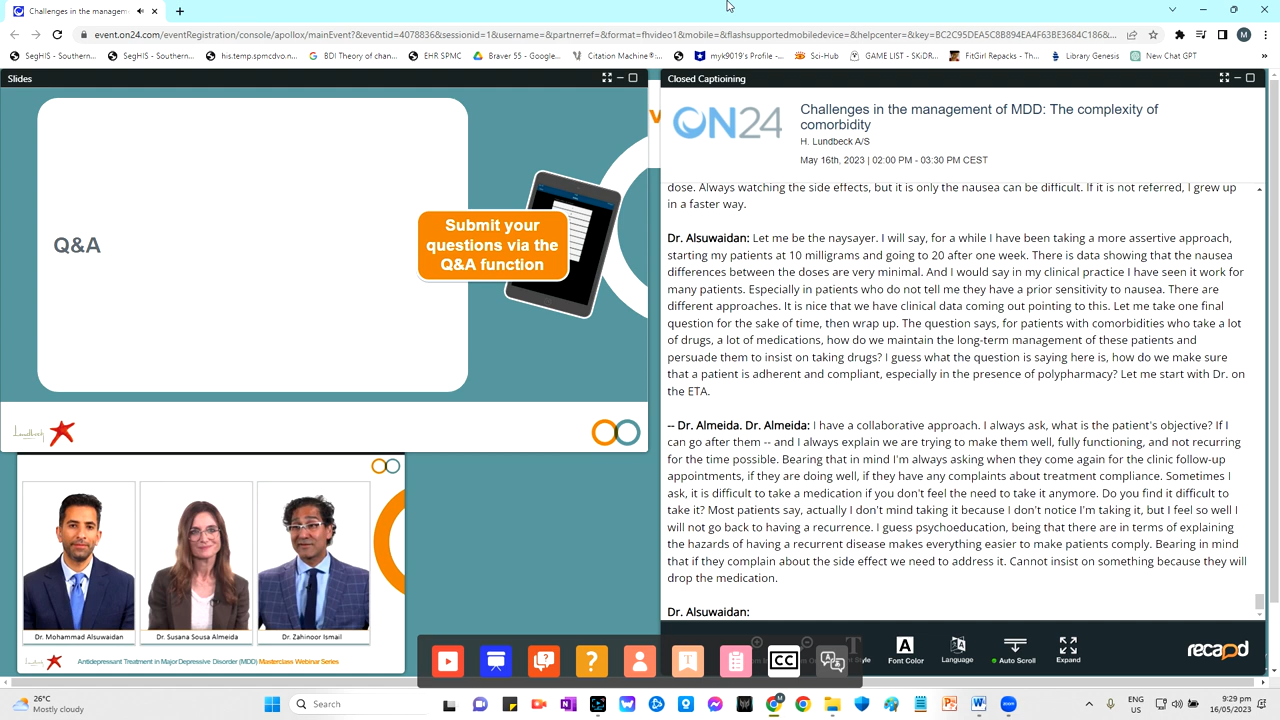 Challenges in the managem
event.on24.com/eventRegistration/console/apollox/mainEvent?&eventid=4078836&sessionid=1&username=&partnerref=&format=fhvideo1&mobile=&flashsupportedmobiledevice=&helpcenter=&key=BC2C95DEA5C8B894EA4F63BE3684C186&...
M
SegHIS – Southern...
SegHIS – Southern...
his.temp.spmcdvo.n...
BDI Theory of chan...
EHR SPMC
Braver 55 - Google...
Citation Machine®:...
myk9019's Profile •...
Sci-Hub
GAME LIST – SKiDR...
FitGirl Repacks - Th...
Library Genesis
New Chat GPT
Slides
Closed Captioining
Q&A
Submit your
questions via the
Q&A function
ON24
Challenges in the management of MDD: The complexity of
comorbidity
H. Lundbeck A/S
May 16th, 2023 | 02:00 PM - 03:30 PM CEST
dose. Always watching the side effects, but it is only the nausea can be difficult. If it is not referred, I grew up
in a faster way.
Dr. Alsuwaidan: Let me be the naysayer. I will say, for a while I have been taking a more assertive approach,
starting my patients at 10 milligrams and going to 20 after one week. There is data showing that the nausea
differences between the doses are very minimal. And I would say in my clinical practice I have seen it work for
many patients. Especially in patients who do not tell me they have a prior sensitivity to nausea. There are
different approaches. It is nice that we have clinical data coming out pointing to this. Let me take one final
question for the sake of time, then wrap up. The question says, for patients with comorbidities who take a lot
of drugs, a lot of medications, how do we maintain the long-term management of these patients and
persuade them to insist on taking drugs? I guess what the question is saying here is, how do we make sure
that a patient is adherent and compliant, especially in the presence of polypharmacy? Let me start with Dr. on
the ETA.
-- Dr. Almeida. Dr. Almeida: I have a collaborative approach. I always ask, what is the patient's objective? If I
can go after them -- and I always explain we are trying to make them well, fully functioning, and not recurring
for the time possible. Bearing that in mind I'm always asking when they come again for the clinic follow-up
appointments, if they are doing well, if they have any complaints about treatment compliance. Sometimes I
ask, it is difficult to take a medication if you don't feel the need to take it anymore. Do you find it difficult to
take it? Most patients say, actually I don't mind taking it because I don't notice I'm taking it, but I feel so well I
will not go back to having a recurrence. I guess psychoeducation, being that there are in terms of explaining
the hazards of having a recurrent disease makes everything easier to make patients comply. Bearing in mind
that if they complain about the side effect we need to address it. Cannot insist on something because they will
drop the medication.
Dr. Alsuwaidan:
Lundbeck
Dr. Mohammad Alsuwaidan
Dr. Susana Sousa Almeida
Dr. Zahinoor Ismail
Antidepressant Treatment in Major Depressive Disorder (MDD) Masterclass Webinar Series
CC
Font Color
Language
Auto Scroll
Expand
recapd
26°C
Mostly cloudy
Search
ENG
US
9:29 pm
16/05/2023